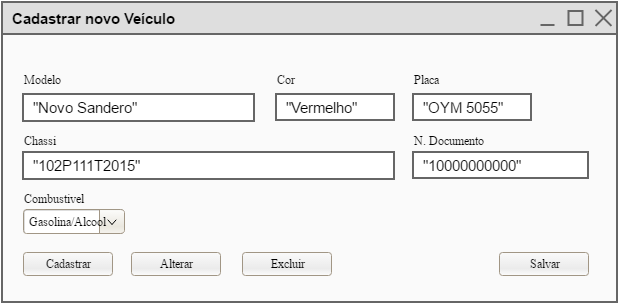 Cadastrar novo Veículo
Modelo Cor Placa
"Novo Sandero" "Vermelho" "OYM 5055"
Chassi N. Documento
"102P111T2015" "10000000000"
Combustivel
Gasolina/Alcool
Cadastrar Alterar Excluir Salvar